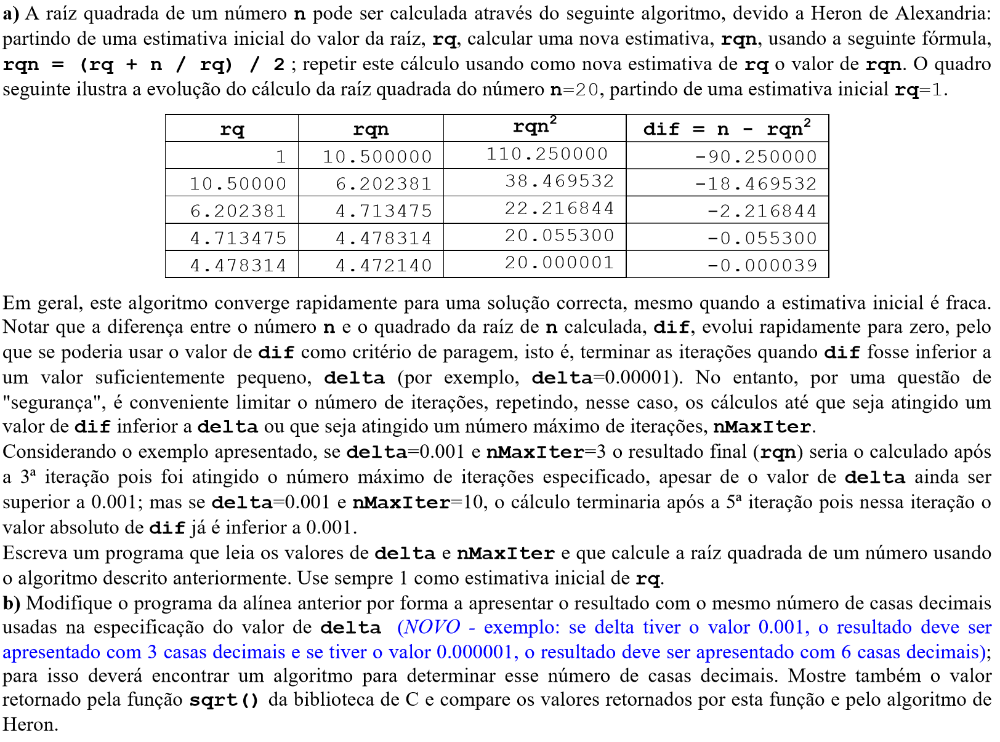 a) A raíz quadrada de um número n pode ser calculada através do seguinte algoritmo, devido a Heron de Alexandria:
partindo de uma estimativa inicial do valor da raíz, rq, calcular uma nova estimativa, rqn, usando a seguinte fórmula,
rqn = (rq + n / rq) / 2 ; repetir este cálculo usando como nova estimativa de rq o valor de rqn. O quadro
seguinte ilustra a evolução do cálculo da raíz quadrada do número n=20, partindo de uma estimativa inicial rq=1.
rq rqn rqn² dif = n - rqn²
1 10.500000 110.250000 -90.250000
10.50000 6.202381 38.469532 -18.469532
6.202381 4.713475 22.216844 -2.216844
4.713475 4.478314 20.055300 -0.055300
4.478314 4.472140 20.000001 -0.000039
Em geral, este algoritmo converge rapidamente para uma solução correcta, mesmo quando a estimativa inicial é fraca.
Notar que a diferença entre o número n e o quadrado da raíz de n calculada, dif, evolui rapidamente para zero, pelo
que se poderia usar o valor de dif como critério de paragem, isto é, terminar as iterações quando dif fosse inferior a
um valor suficientemente pequeno, delta (por exemplo, delta=0.00001). No entanto, por uma questão de
"segurança", é conveniente limitar o número de iterações, repetindo, nesse caso, os cálculos até que seja atingido um
valor de dif inferior a delta ou que seja atingido um número máximo de iterações, nMaxIter.
Considerando o exemplo apresentado, se delta=0.001 e nMaxIter=3 o resultado final (rqn) seria o calculado após
a 3ª iteração pois foi atingido o número máximo de iterações especificado, apesar de o valor de delta ainda ser
superior a 0.001; mas se delta=0.001 e nMaxIter=10, o cálculo terminaria após a 5ª iteração pois nessa iteração o
valor absoluto de dif já é inferior a 0.001.
Escreva um programa que leia os valores de delta e nMaxIter e que calcule a raíz quadrada de um número usando
o algoritmo descrito anteriormente. Use sempre 1 como estimativa inicial de rq.
b) Modifique o programa da alínea anterior por forma a apresentar o resultado com o mesmo número de casas decimais
usadas na especificação do valor de delta (NOVO - exemplo: se delta tiver o valor 0.001, o resultado deve ser
apresentado com 3 casas decimais e se tiver o valor 0.000001, o resultado deve ser apresentado com 6 casas decimais);
para isso deverá encontrar um algoritmo para determinar esse número de casas decimais. Mostre também o valor
retornado pela função sqrt() da biblioteca de C e compare os valores retornados por esta função e pelo algoritmo de
Heron.